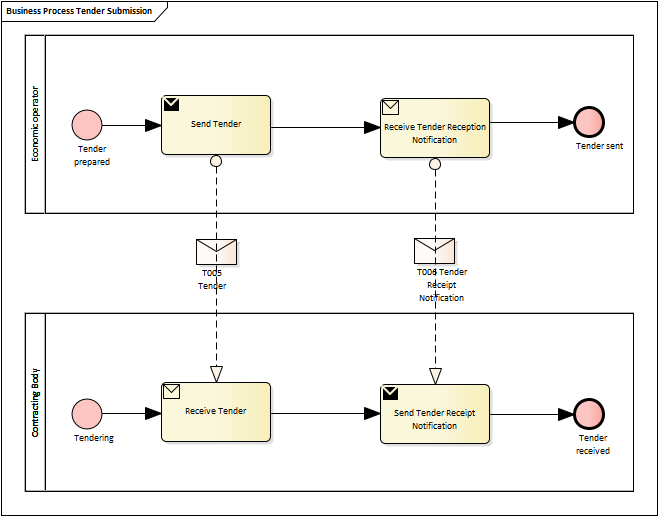 Business Process Tender Submission
Economic operator
Send Tender
Receive Tender Reception
Notification
Tender
prepared
Tender sent
T005
Tender
T006 Tender
Receipt
Notification
Contracting Body
Receive Tender
Send Tender Receipt
Notification
Tendering
Tender
received